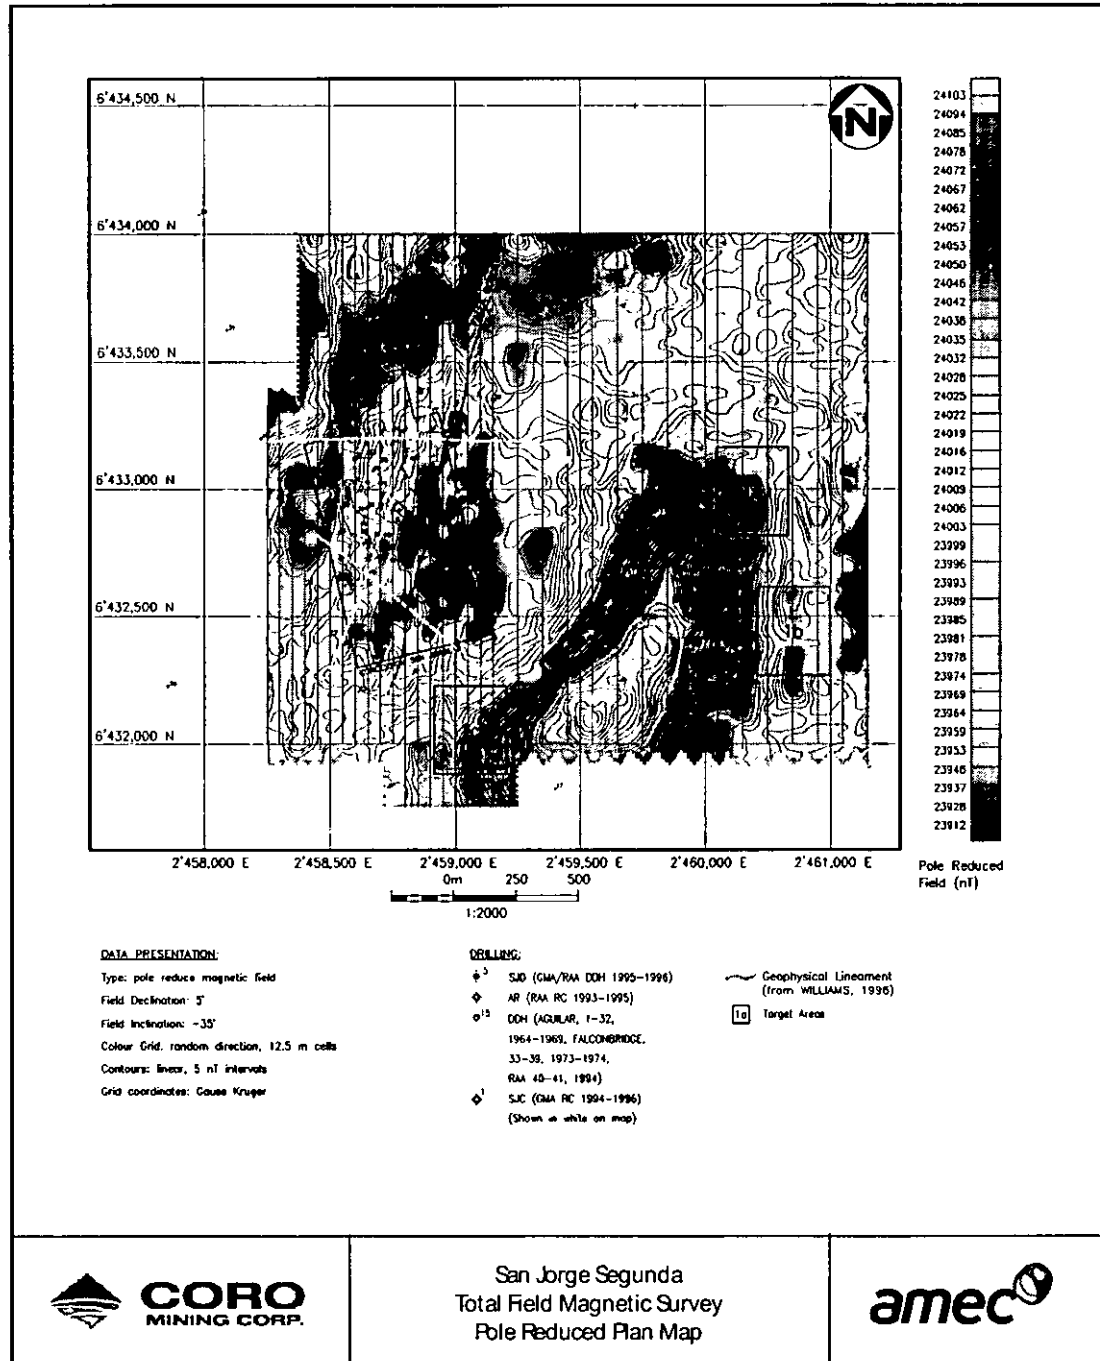 6'434,500 N
N
6'434,000 N
6'433,500 N
6'433,000 N
6'432,500 N
6'432,000 N
1b
2'458,000 E
2'458,500 E
2'459,000 E
2'459,500 E
2'460,000 E
2'461,000 E
0m 250 500
1:2000
24103
24094
24085
24078
24072
24067
24062
24057
24053
24050
24046
24042
24038
24035
24032
24028
24025
24022
24019
24016
24012
24009
24006
24003
23999
23996
23993
23989
23985
23981
23978
23974
23969
23964
23959
23953
23946
23937
23928
23912
Pole Reduced
Field (nT)
DATA PRESENTATION:
Type: pole reduce magnetic field
Field Declination: 5°
Field Inclination: -35°
Colour Grid. random direction, 12.5 m cells
Contours: linear, 5 nT intervals
Grid coordinates: Gauss Kruger
DRILLING:
5 SJD (GMA/RAA DDH 1995-1996)
AR (RAA RC 1993-1995)
15 DDH (AGUILAR, 1-32,
1964-1969, FALCONBRIDGE,
33-39, 1973-1974,
RAA 40-41, 1994)
1 SJC (GMA RC 1994-1996)
(Shown in white on map)
Geophysical Lineament
(from WILLIAMS, 1996)
1a Target Areas
CORO
MINING CORP.
San Jorge Segunda
Total Field Magnetic Survey
Pole Reduced Plan Map
amec